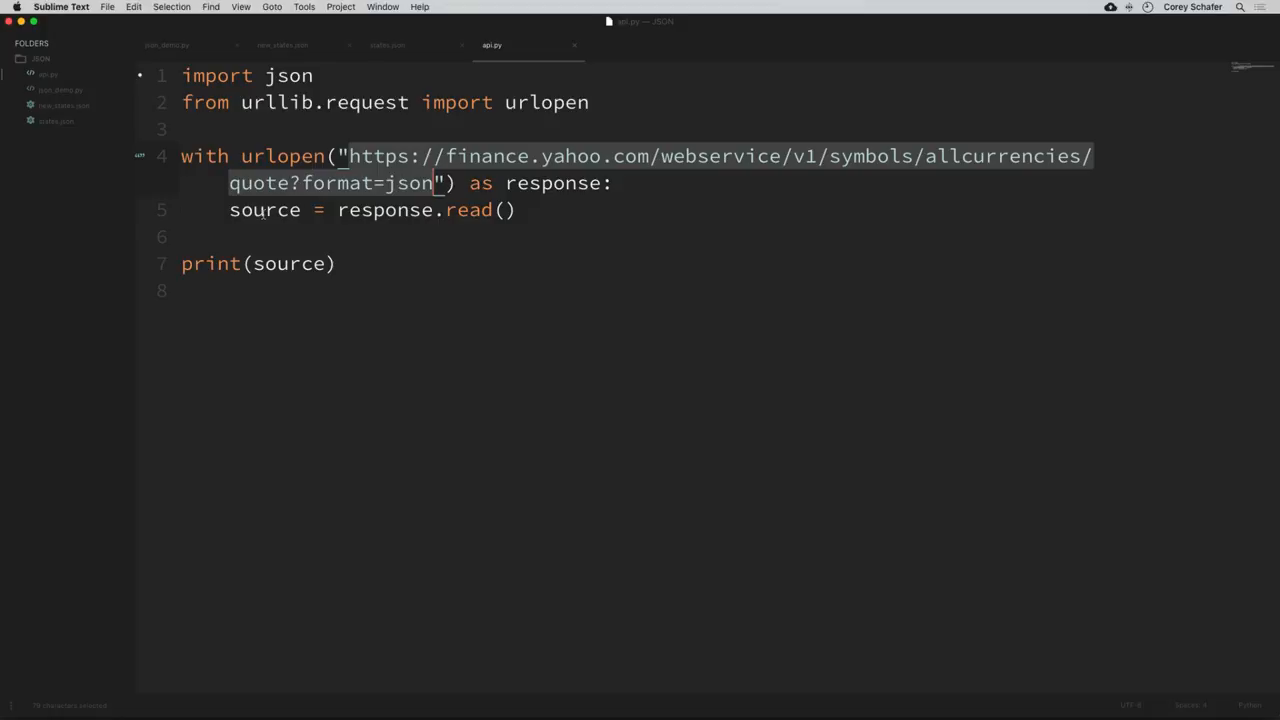 Sublime Text File Edit Selection Find View Goto Tools Project Window Help Corey Schafer
api.py — JSON
FOLDERS
JSON
api.py
json_demo.py
new_states.json
states.json
json_demo.py × new_states.json × states.json × api.py ×
1 import json
2 from urllib.request import urlopen
3
4 with urlopen("https://finance.yahoo.com/webservice/v1/symbols/allcurrencies/
quote?format=json") as response:
5 source = response.read()
6
7 print(source)
8
79 characters selected UTF-8 Spaces: 4 Python